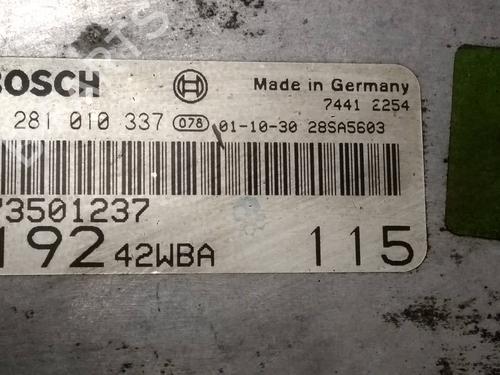 BOSCH
Made in Germany
7441 2254
281 010 337 078 01-10-30 28SA5603
73501237
192 42WBA 115